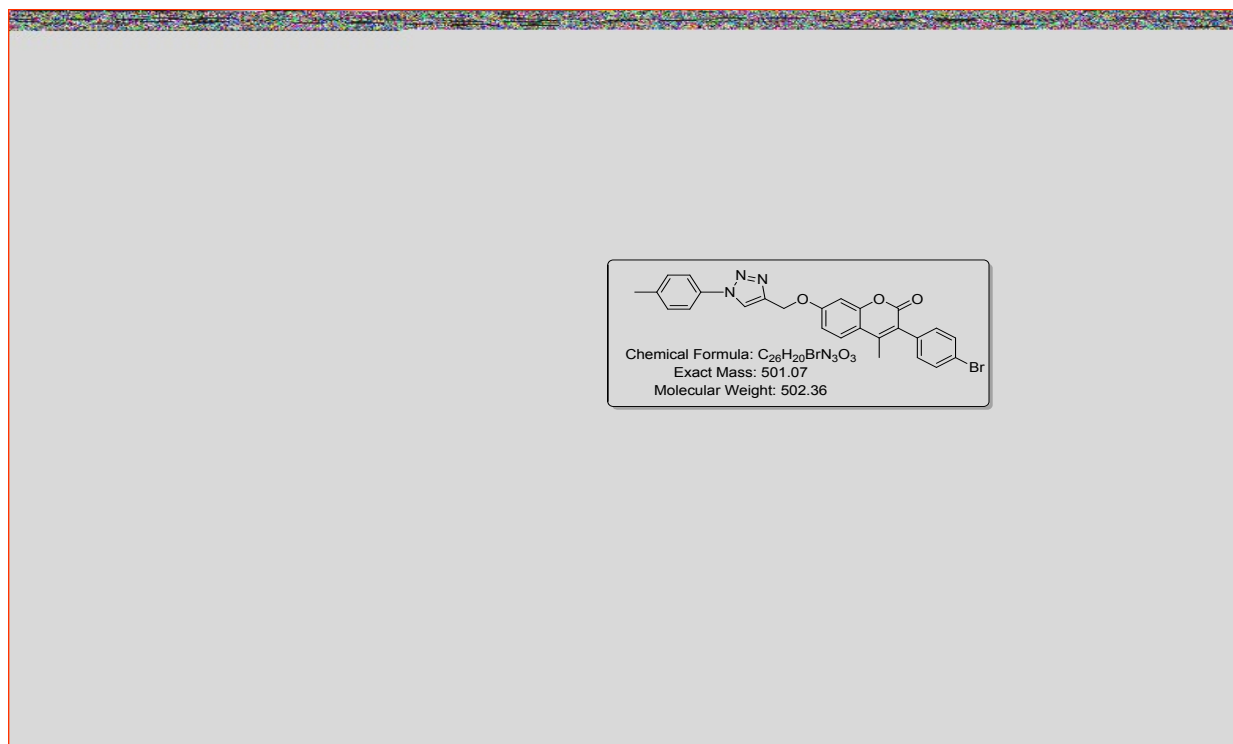 N=N
N
O
O
O
Br
Chemical Formula: C₂₆H₂₀BrN₃O₃
Exact Mass: 501.07
Molecular Weight: 502.36